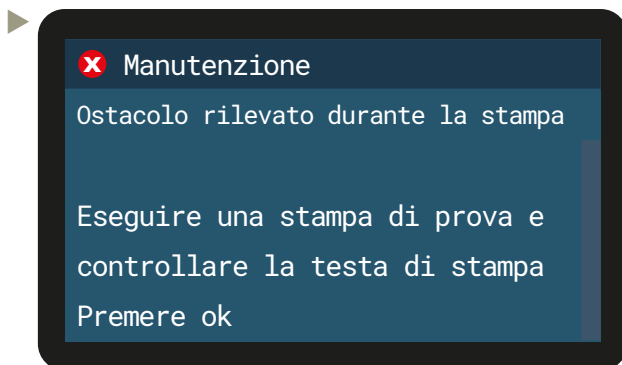 Manutenzione
Ostacolo rilevato durante la stampa
Eseguire una stampa di prova e
controllare la testa di stampa
Premere ok